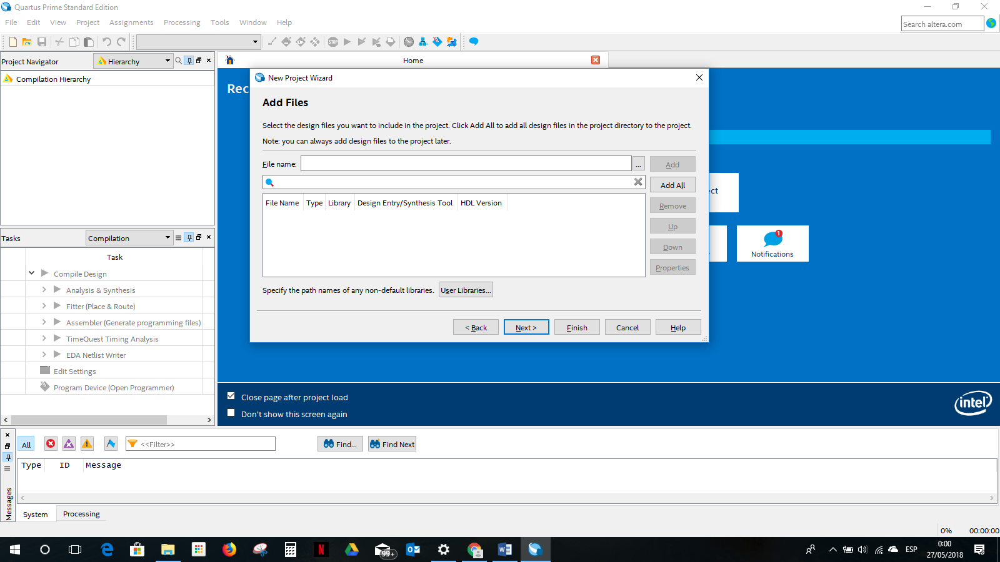 Quartus Prime Standard Edition
File Edit View Project Assignments Processing Tools Window Help
Search altera.com
STOP
Project Navigator
Hierarchy
Home
Compilation Hierarchy
Rec
New Project Wizard
Add Files
Select the design files you want to include in the project. Click Add All to add all design files in the project directory to the project.
Note: you can always add design files to the project later.
File name:
...
Add
Add All
File Name Type Library Design Entry/Synthesis Tool HDL Version
Remove
Up
Down
Properties
Specify the path names of any non-default libraries.
User Libraries...
< Back
Next >
Finish
Cancel
Help
ct
1
Notifications
Tasks
Compilation
Task
Compile Design
Analysis & Synthesis
Fitter (Place & Route)
Assembler (Generate programming files)
TimeQuest Timing Analysis
EDA Netlist Writer
Edit Settings
Program Device (Open Programmer)
Close page after project load
Don't show this screen again
intel
All
<<Filter>>
Find...
Find Next
Type ID Message
Messages
System
Processing
0% 00:00:00
99+
ESP
0:00
27/05/2018